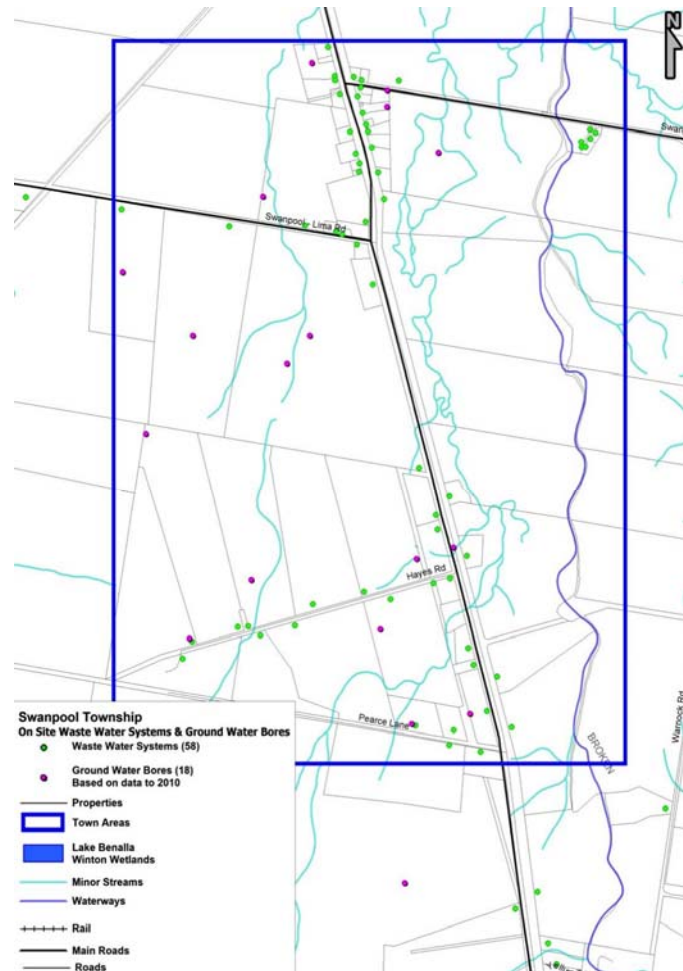 N
Swan
Swanpool - Lima Rd
Hayes Rd
Pearce Lane
Warnock Rd
BROKEN
Swanpool Township
On Site Waste Water Systems & Ground Water Bores
Waste Water Systems (58)
Ground Water Bores (18)
Based on data to 2010
Properties
Town Areas
Lake Benalla
Winton Wetlands
Minor Streams
Waterways
Rail
Main Roads
Roads